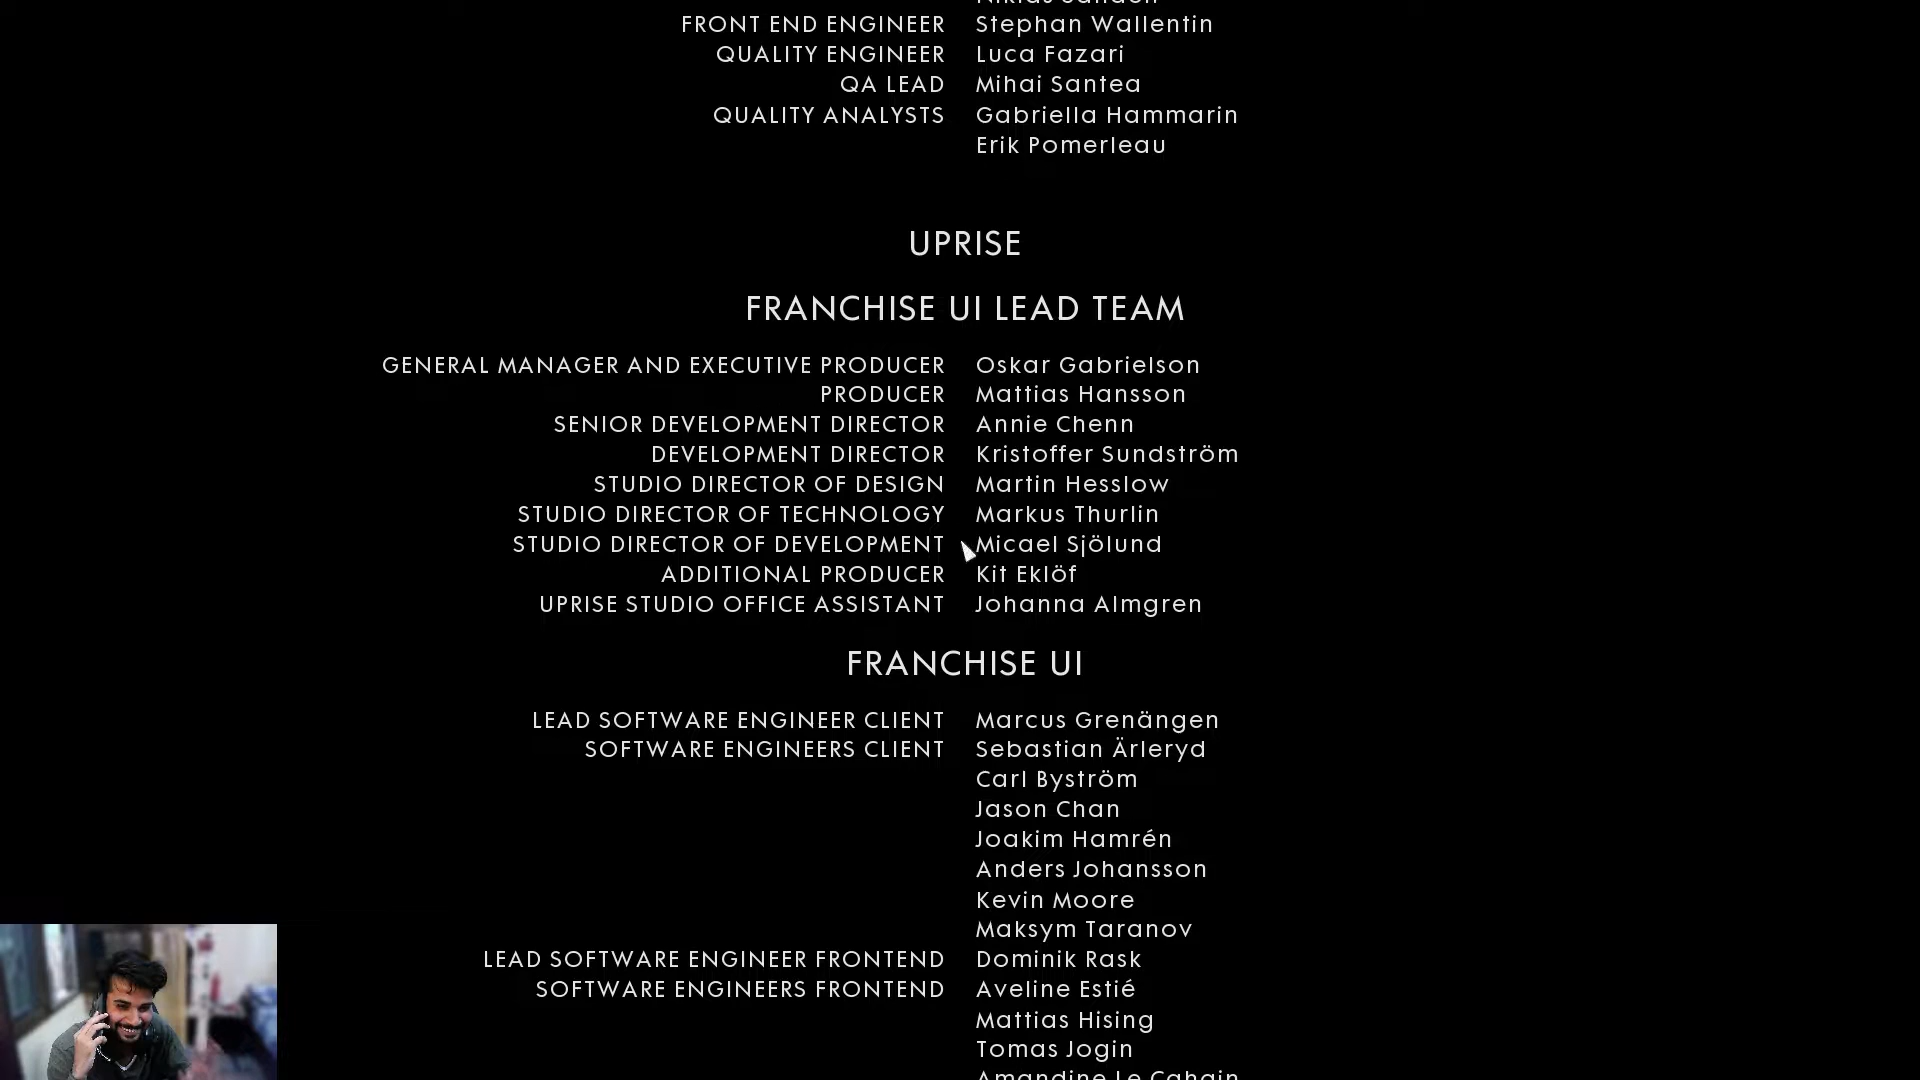 FRONT END ENGINEER Stephan Wallentin
QUALITY ENGINEER Luca Fazari
QA LEAD Mihai Santea
QUALITY ANALYSTS Gabriella Hammarin
Erik Pomerleau
UPRISE
FRANCHISE UI LEAD TEAM
GENERAL MANAGER AND EXECUTIVE PRODUCER Oskar Gabrielson
PRODUCER Mattias Hansson
SENIOR DEVELOPMENT DIRECTOR Annie Chenn
DEVELOPMENT DIRECTOR Kristoffer Sundström
STUDIO DIRECTOR OF DESIGN Martin Hesslow
STUDIO DIRECTOR OF TECHNOLOGY Markus Thurlin
STUDIO DIRECTOR OF DEVELOPMENT Micael Sjölund
ADDITIONAL PRODUCER Kit Eklöf
UPRISE STUDIO OFFICE ASSISTANT Johanna Almgren
FRANCHISE UI
LEAD SOFTWARE ENGINEER CLIENT Marcus Grenängen
SOFTWARE ENGINEERS CLIENT Sebastian Ärleryd
Carl Byström
Jason Chan
Joakim Hamrén
Anders Johansson
Kevin Moore
Maksym Taranov
LEAD SOFTWARE ENGINEER FRONTEND Dominik Rask
SOFTWARE ENGINEERS FRONTEND Aveline Estié
Mattias Hising
Tomas Jogin
Amandine Le